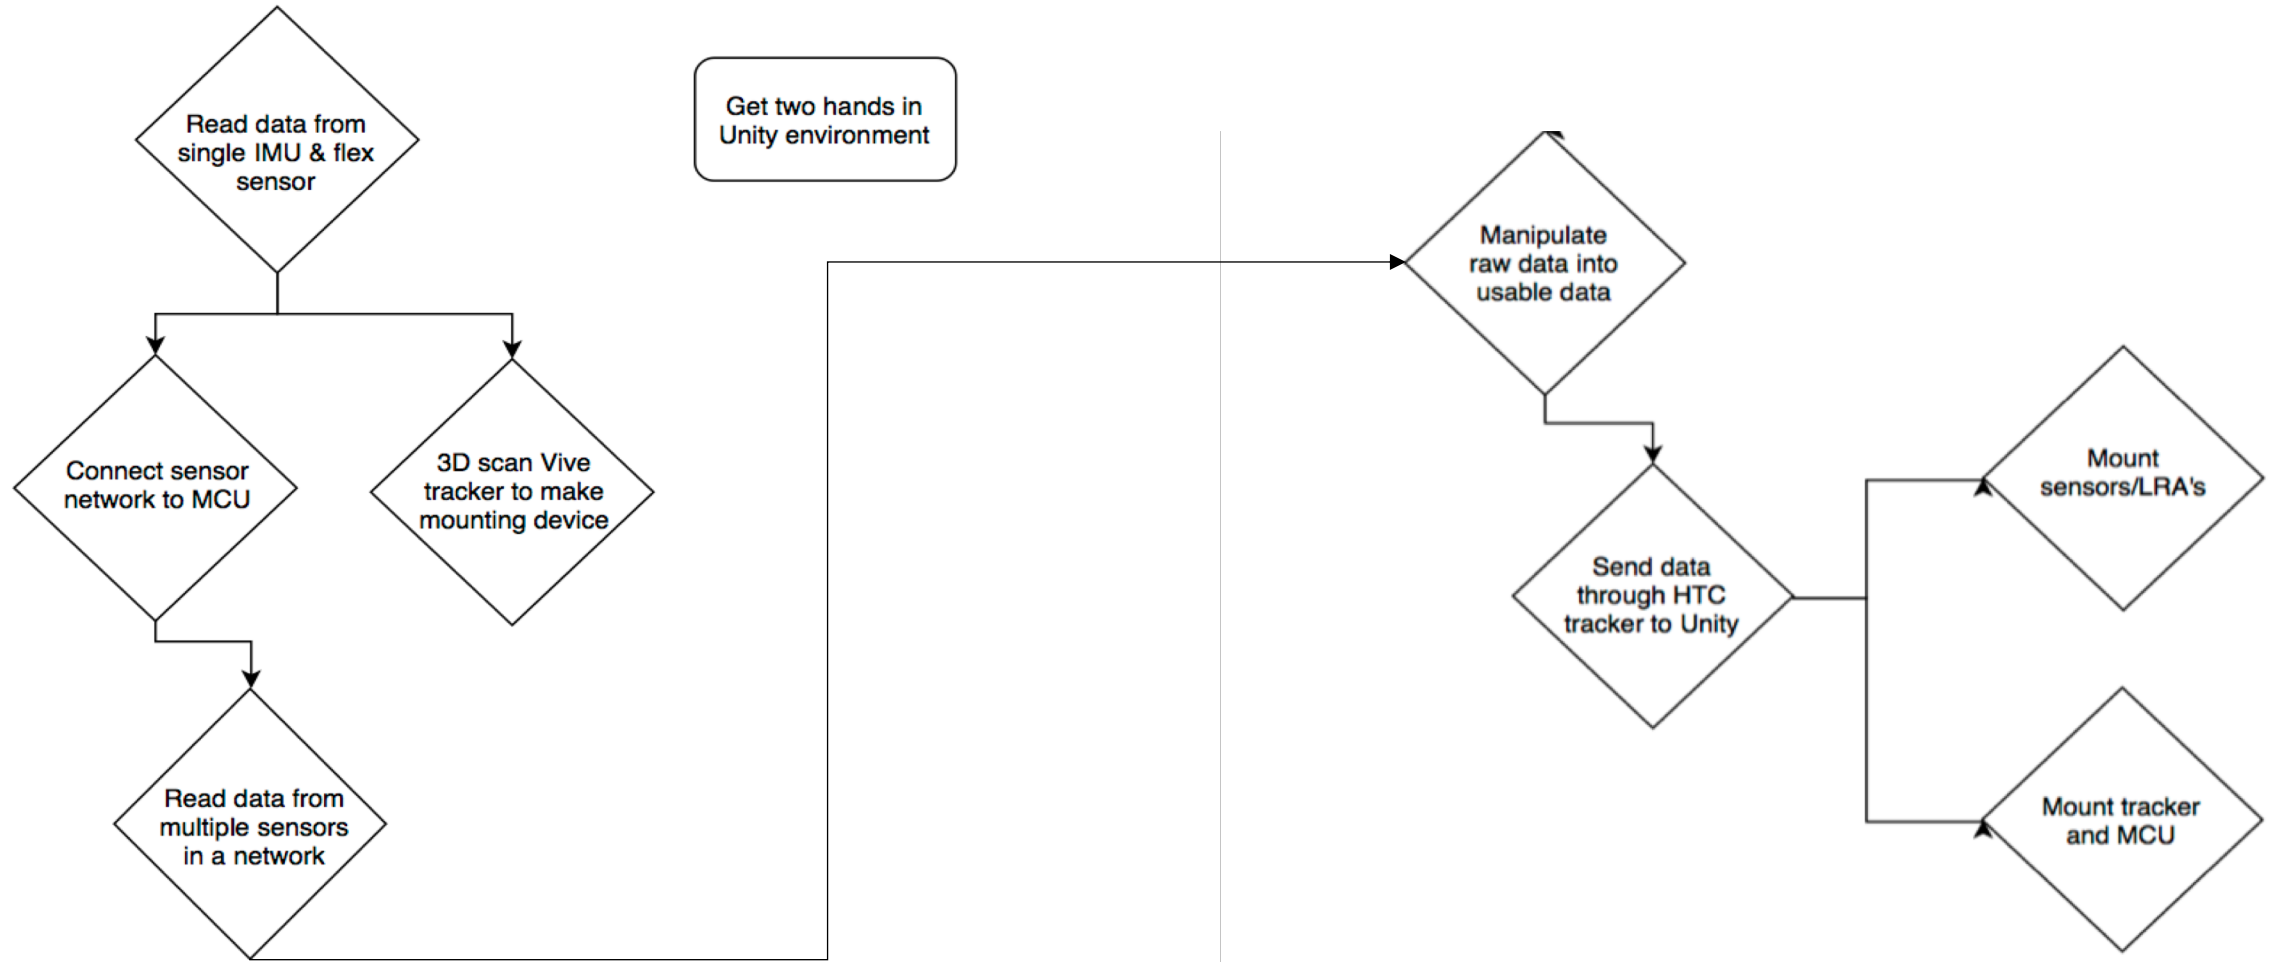 Read data from
single IMU & flex
sensor
Get two hands in
Unity environment
Connect sensor
network to MCU
3D scan Vive
tracker to make
mounting device
Read data from
multiple sensors
in a network
Manipulate
raw data into
usable data
Send data
through HTC
tracker to Unity
Mount
sensors/LRA's
Mount tracker
and MCU